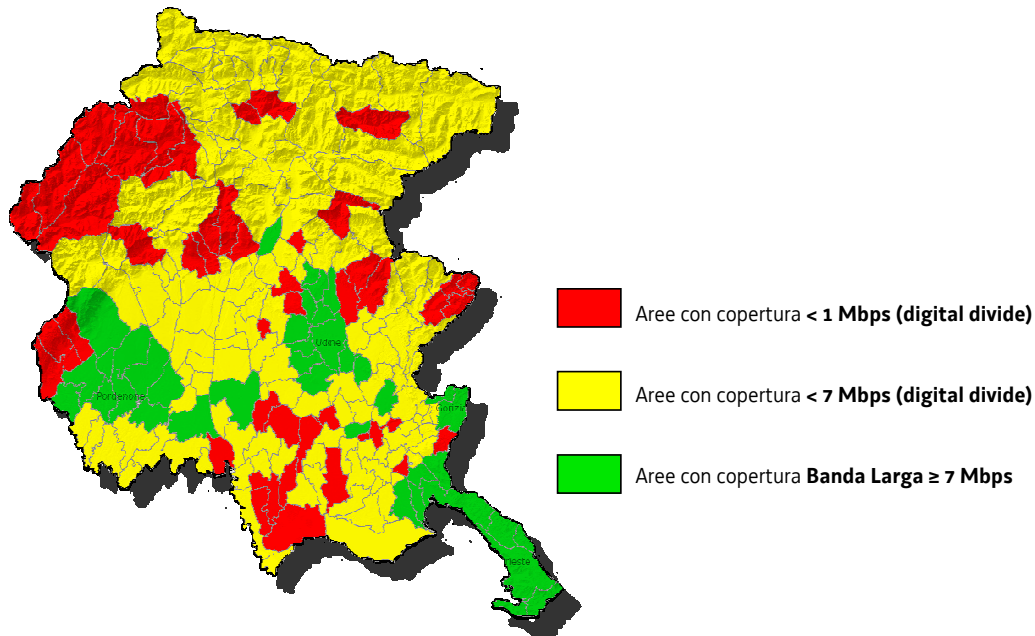 Udine
Pordenone
Gorizia
Trieste
Aree con copertura < 1 Mbps (digital divide)
Aree con copertura < 7 Mbps (digital divide)
Aree con copertura Banda Larga ≥ 7 Mbps